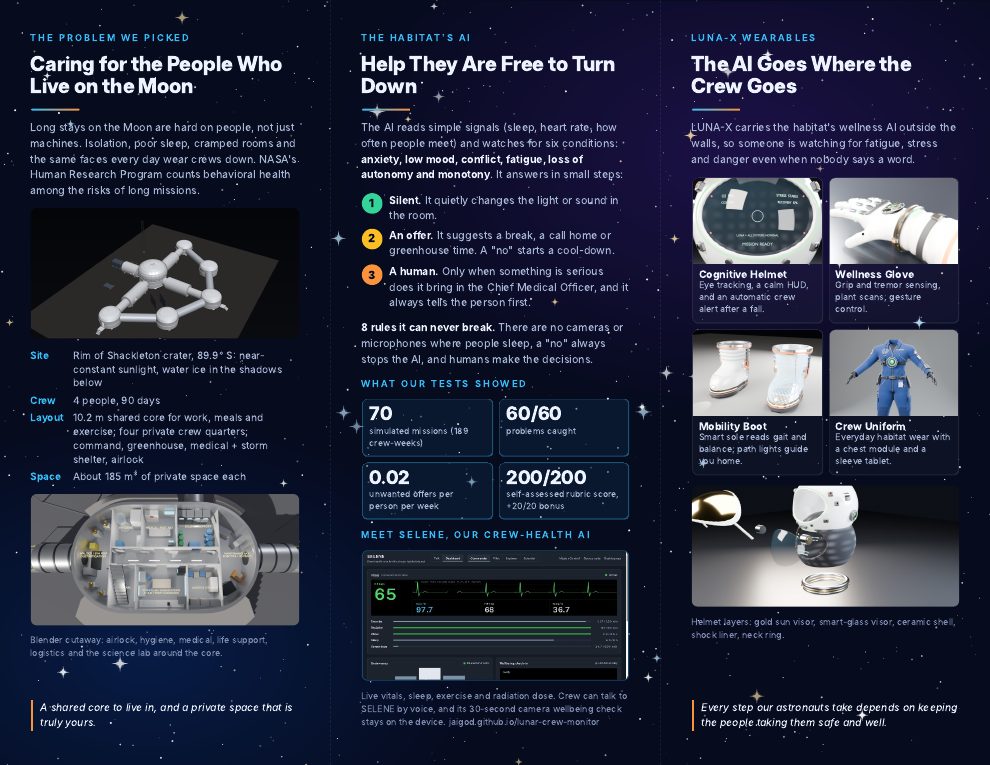 THE PROBLEM WE PICKED
Caring for the People Who
Live on the Moon
Long stays on the Moon are hard on people, not just
machines. Isolation, poor sleep, cramped rooms and
the same faces every day wear crews down. NASA's
Human Research Program counts behavioral health
among the risks of long missions.
Site Rim of Shackleton crater, 89.9° S: near-
constant sunlight, water ice in the shadows
below
Crew 4 people, 90 days
Layout 10.2 m shared core for work, meals and
exercise; four private crew quarters;
command, greenhouse, medical + storm
shelter, airlock
Space About 185 m³ of private space each
Blender cutaway: airlock, hygiene, medical, life support,
logistics and the science lab around the core.
A shared core to live in, and a private space that is
truly yours.
THE HABITAT'S AI
Help They Are Free to Turn
Down
The AI reads simple signals (sleep, heart rate, how
often people meet) and watches for six conditions:
anxiety, low mood, conflict, fatigue, loss of
autonomy and monotony. It answers in small steps:
1 Silent. It quietly changes the light or sound in
the room.
2 An offer. It suggests a break, a call home or
greenhouse time. A "no" starts a cool-down.
3 A human. Only when something is serious
does it bring in the Chief Medical Officer, and it
always tells the person first.
8 rules it can never break. There are no cameras or
microphones where people sleep, a "no" always
stops the AI, and humans make the decisions.
WHAT OUR TESTS SHOWED
70
simulated missions (189
crew-weeks)
60/60
problems caught
0.02
unwanted offers per
person per week
200/200
self-assessed rubric score,
+20/20 bonus
MEET SELENE, OUR CREW-HEALTH AI
SELENE
65
97.7
68
36.7
Live vitals, sleep, exercise and radiation dose. Crew can talk to
SELENE by voice, and its 30-second camera wellbeing check
stays on the device. jaigod.github.io/lunar-crew-monitor
LUNA-X WEARABLES
The AI Goes Where the
Crew Goes
LUNA-X carries the habitat's wellness AI outside the
walls, so someone is watching for fatigue, stress
and danger even when nobody says a word.
MISSION READY
Cognitive Helmet
Eye tracking, a calm HUD,
and an automatic crew
alert after a fall.
Wellness Glove
Grip and tremor sensing,
plant scans; gesture
control.
Mobility Boot
Smart sole reads gait and
balance; path lights guide
you home.
Crew Uniform
Everyday habitat wear with
a chest module and a
sleeve tablet.
Helmet layers: gold sun visor, smart-glass visor, ceramic shell,
shock liner, neck ring.
Every step our astronauts take depends on keeping
the people taking them safe and well.